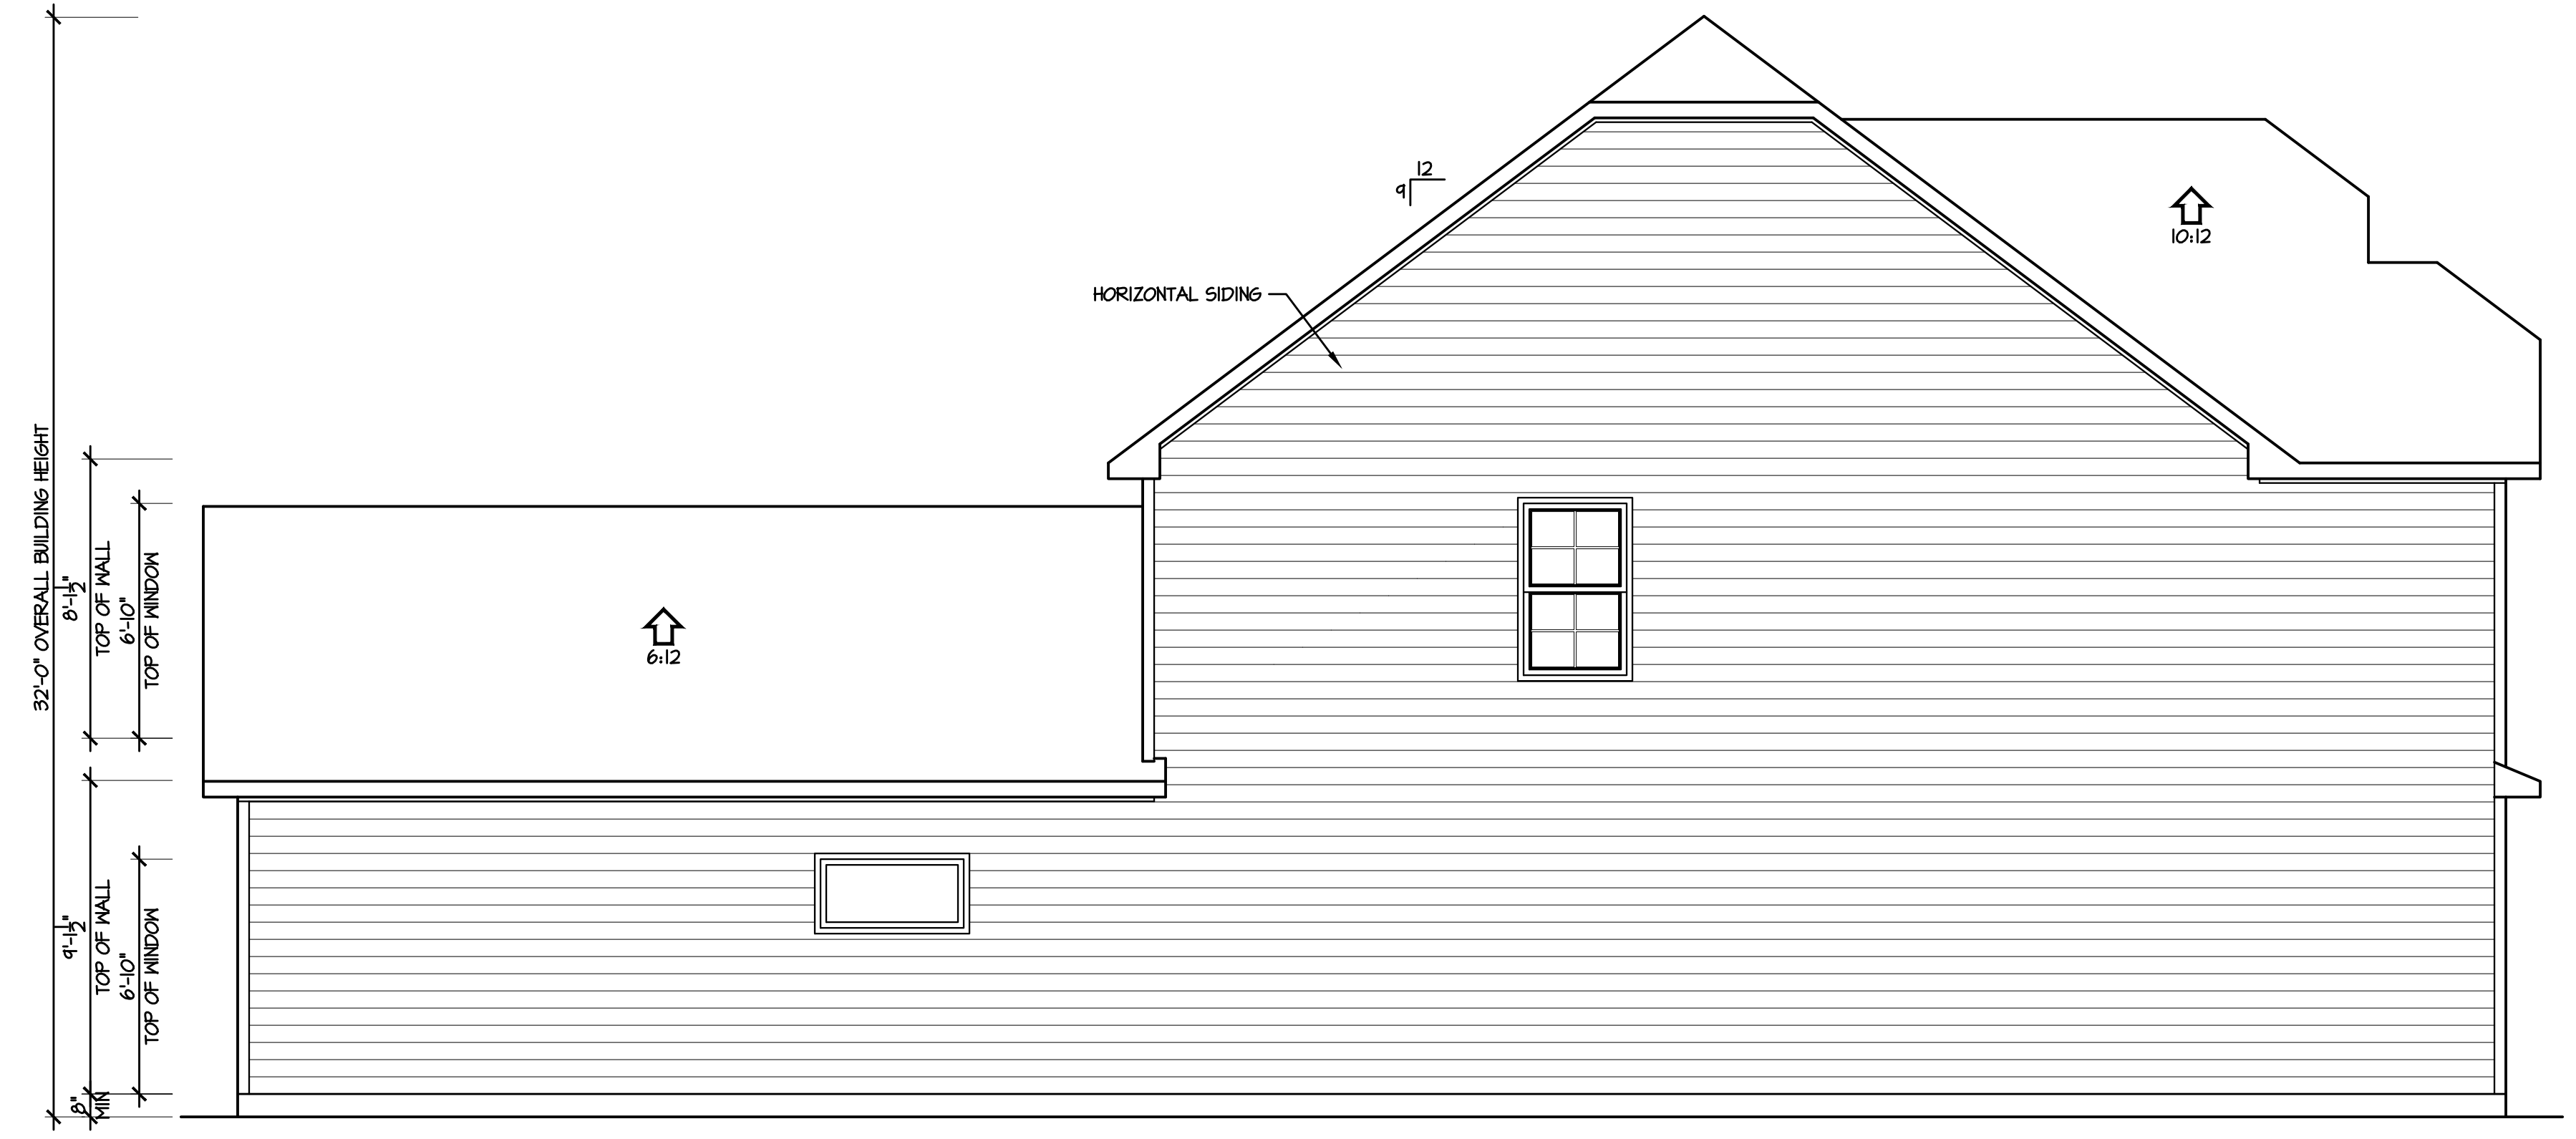 12
9
10:12
HORIZONTAL SIDING
6:12
32'-0" OVERALL BUILDING HEIGHT
8'-1½"
TOP OF WALL
6'-10"
TOP OF WINDOW
9'-1½"
TOP OF WALL
6'-10"
TOP OF WINDOW
8"
MIN